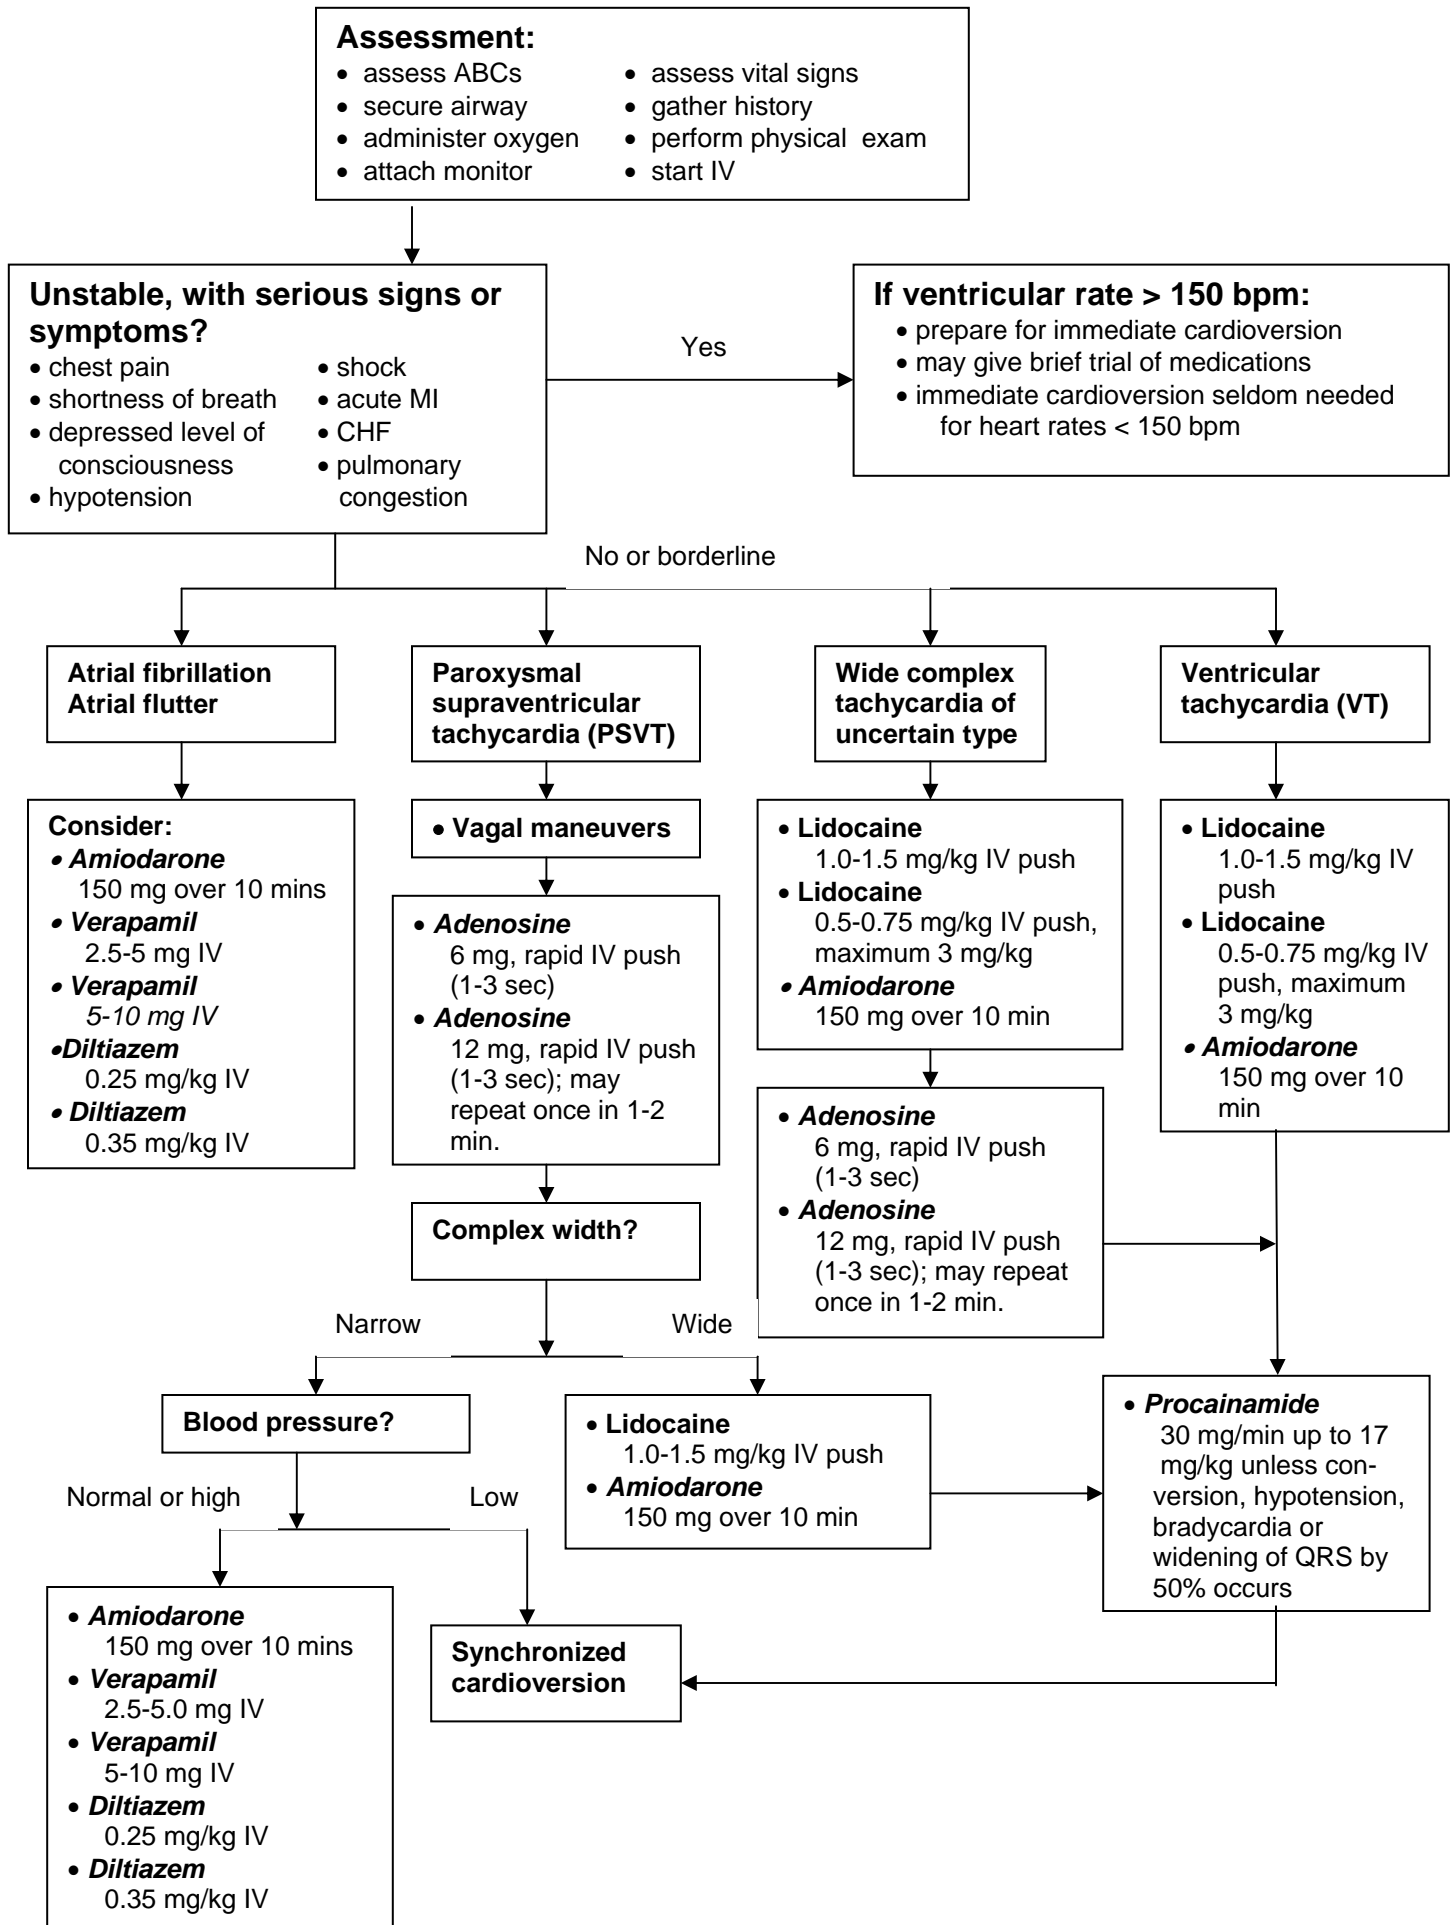 Assessment:
• assess ABCs
• secure airway
• administer oxygen
• attach monitor
• assess vital signs
• gather history
• perform physical exam
• start IV
Unstable, with serious signs or
symptoms?
• chest pain
• shortness of breath
• depressed level of
consciousness
• hypotension
• shock
• acute MI
• CHF
• pulmonary
congestion
Yes
If ventricular rate > 150 bpm:
• prepare for immediate cardioversion
• may give brief trial of medications
• immediate cardioversion seldom needed
for heart rates < 150 bpm
No or borderline
Atrial fibrillation
Atrial flutter
Consider:
• Amiodarone
150 mg over 10 mins
• Verapamil
2.5-5 mg IV
• Verapamil
5-10 mg IV
•Diltiazem
0.25 mg/kg IV
• Diltiazem
0.35 mg/kg IV
Paroxysmal
supraventricular
tachycardia (PSVT)
• Vagal maneuvers
• Adenosine
6 mg, rapid IV push
(1-3 sec)
• Adenosine
12 mg, rapid IV push
(1-3 sec); may
repeat once in 1-2
min.
Complex width?
Wide complex
tachycardia of
uncertain type
• Lidocaine
1.0-1.5 mg/kg IV push
• Lidocaine
0.5-0.75 mg/kg IV push,
maximum 3 mg/kg
• Amiodarone
150 mg over 10 min
• Adenosine
6 mg, rapid IV push
(1-3 sec)
• Adenosine
12 mg, rapid IV push
(1-3 sec); may repeat
once in 1-2 min.
Ventricular
tachycardia (VT)
• Lidocaine
1.0-1.5 mg/kg IV
push
• Lidocaine
0.5-0.75 mg/kg IV
push, maximum
3 mg/kg
• Amiodarone
150 mg over 10
min
Narrow
Wide
Blood pressure?
• Lidocaine
1.0-1.5 mg/kg IV push
• Amiodarone
150 mg over 10 min
• Procainamide
30 mg/min up to 17
mg/kg unless con-
version, hypotension,
bradycardia or
widening of QRS by
50% occurs
Normal or high
Low
• Amiodarone
150 mg over 10 mins
• Verapamil
2.5-5.0 mg IV
• Verapamil
5-10 mg IV
• Diltiazem
0.25 mg/kg IV
• Diltiazem
0.35 mg/kg IV
Synchronized
cardioversion